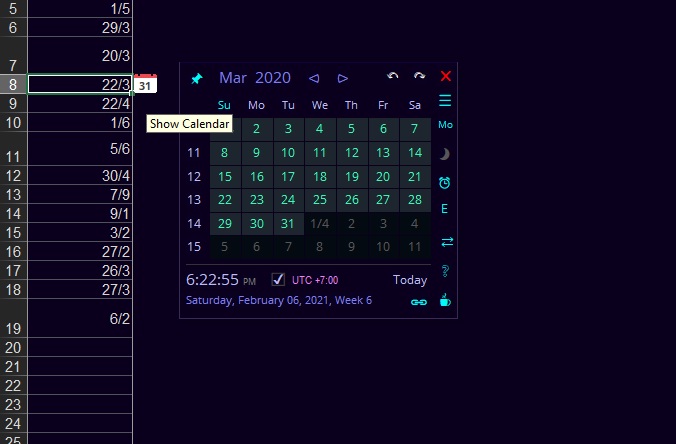 5 1/5
6 29/3
7 20/3
8 22/3 31
9 22/4
10 1/6
11 5/6
12 30/4
13 7/9
14 9/1
15 3/2
16 27/2
17 26/3
18 27/3
19 6/2
20
21
22
23
24
25
Show Calendar
Mar 2020
Su Mo Tu We Th Fr Sa
2 3 4 5 6 7
11 8 9 10 11 12 13 14
12 15 16 17 18 19 20 21
13 22 23 24 25 26 27 28
14 29 30 31 1/4 2 3 4
15 5 6 7 8 9 10 11
Mo
E
6:22:55 PM UTC +7:00 Today
Saturday, February 06, 2021, Week 6